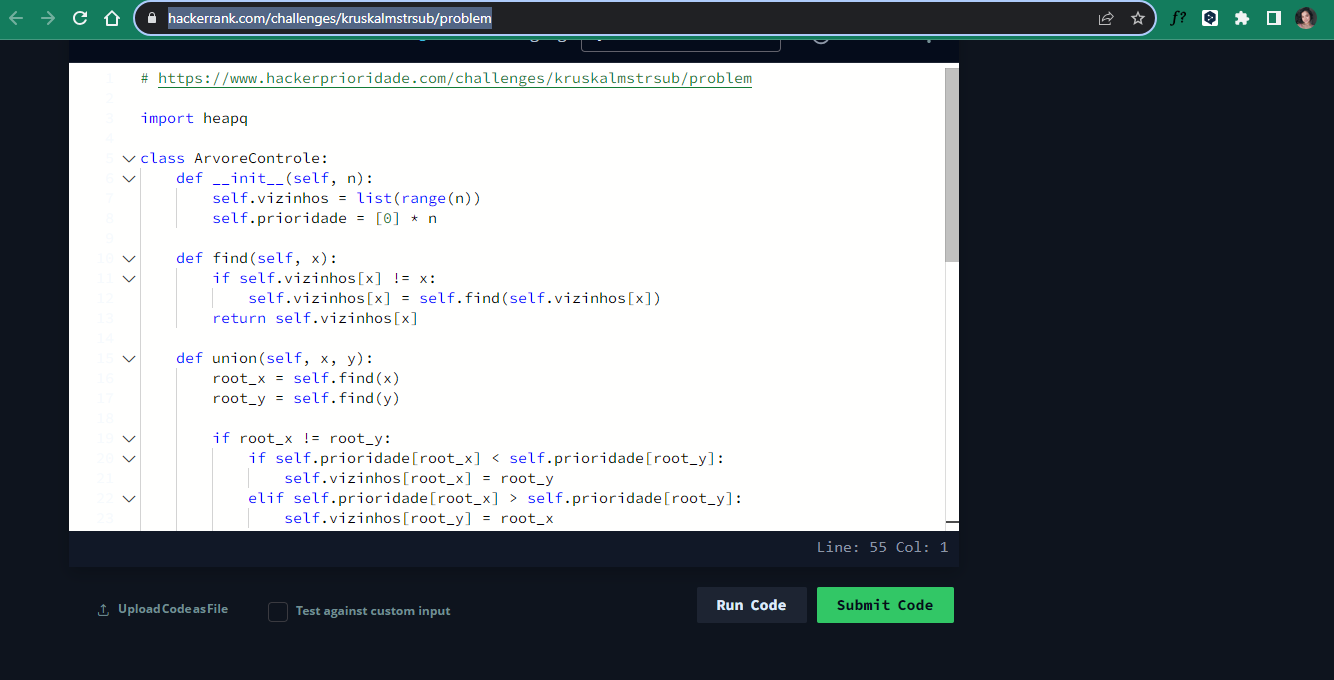 hackerrank.com/challenges/kruskalmstrsub/problem
f?
1 # https://www.hackerprioridade.com/challenges/kruskalmstrsub/problem
2
3 import heapq
4
5 class ArvoreControle:
6 def __init__(self, n):
7 self.vizinhos = list(range(n))
8 self.prioridade = [0] * n
9
10 def find(self, x):
11 if self.vizinhos[x] != x:
12 self.vizinhos[x] = self.find(self.vizinhos[x])
13 return self.vizinhos[x]
14
15 def union(self, x, y):
16 root_x = self.find(x)
17 root_y = self.find(y)
18
19 if root_x != root_y:
20 if self.prioridade[root_x] < self.prioridade[root_y]:
21 self.vizinhos[root_x] = root_y
22 elif self.prioridade[root_x] > self.prioridade[root_y]:
23 self.vizinhos[root_y] = root_x
Line: 55 Col: 1
Upload Code as File
Test against custom input
Run Code
Submit Code